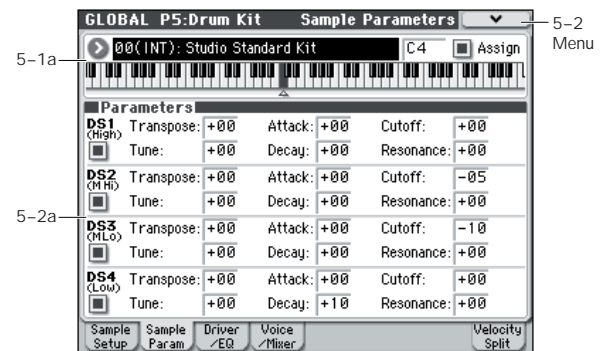 GLOBAL P5:Drum Kit Sample Parameters
5-2 Menu
5-1a
00(INT): Studio Standard Kit C4 Assign
Parameters
DS1 (High) Transpose: +00 Attack: +00 Cutoff: +00
Tune: +00 Decay: +00 Resonance: +00
5-2a
DS2 (M Hi) Transpose: +00 Attack: +00 Cutoff: -05
Tune: +00 Decay: +00 Resonance: +00
DS3 (MLo) Transpose: +00 Attack: +00 Cutoff: -10
Tune: +00 Decay: +00 Resonance: +00
DS4 (Low) Transpose: +00 Attack: +00 Cutoff: +00
Tune: +00 Decay: +10 Resonance: +00
Sample Setup Sample Param Driver /EQ Voice /Mixer Velocity Split